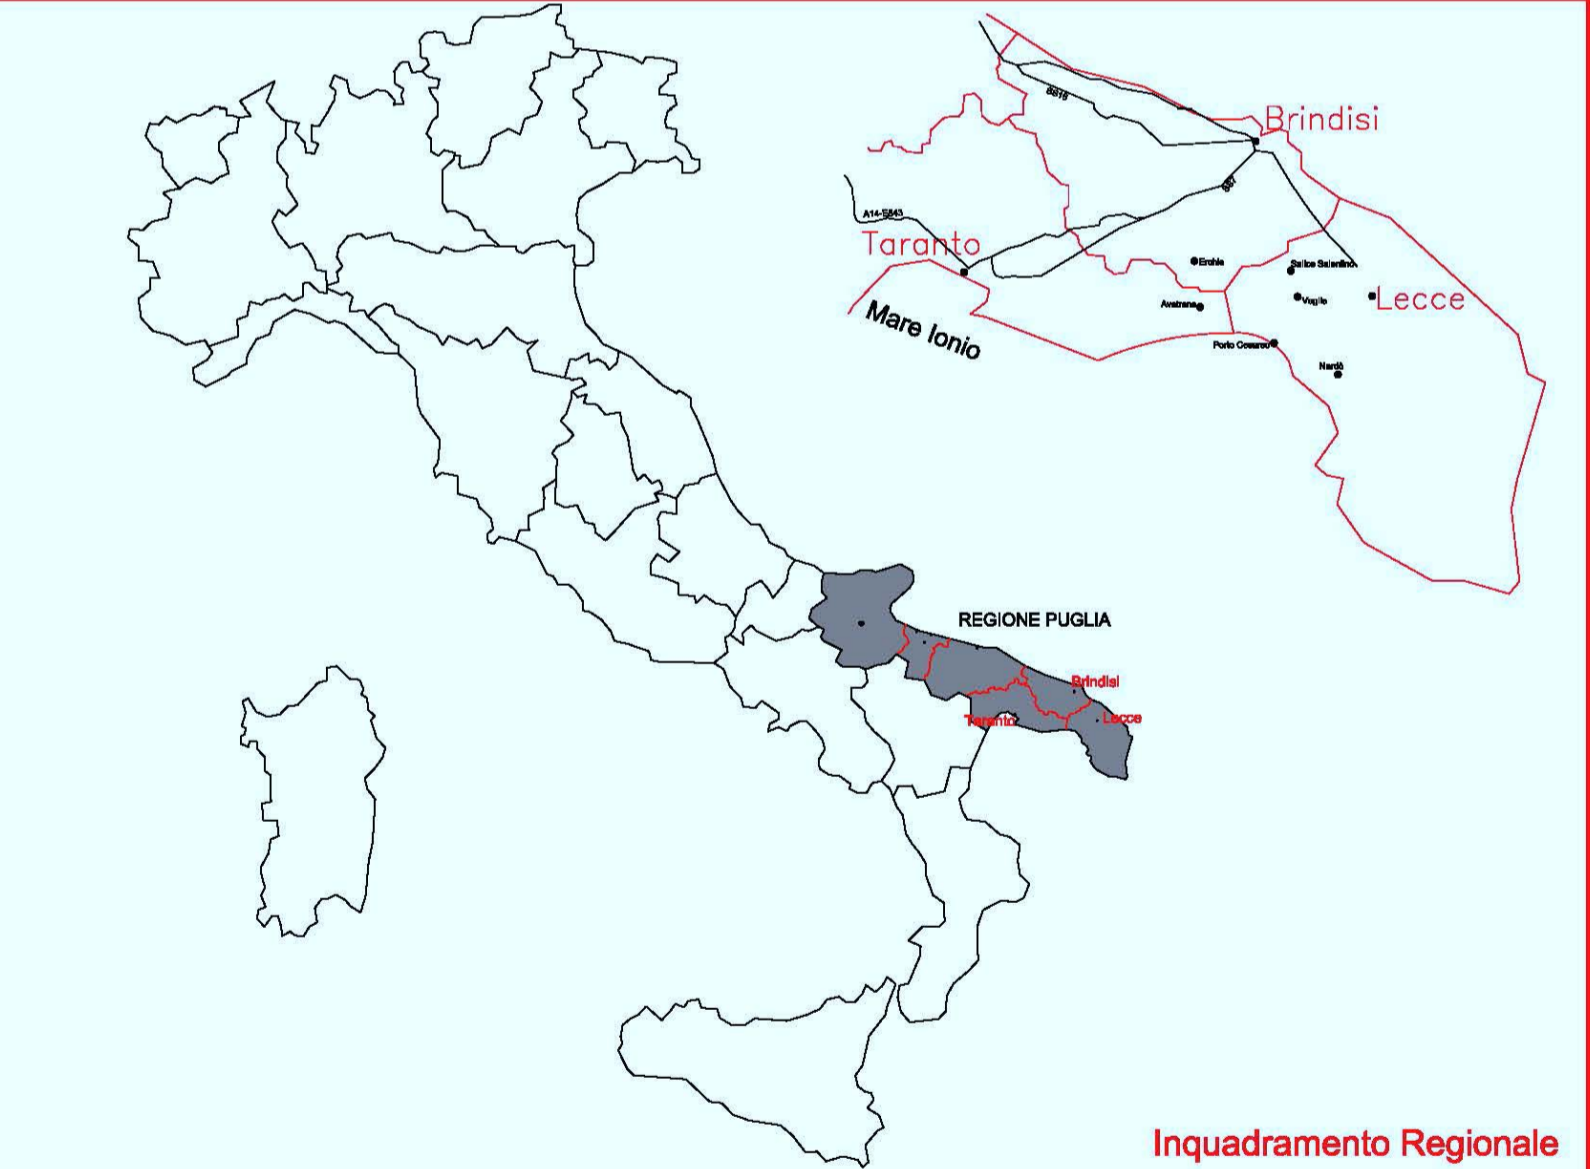 Brindisi
SS16
SS7
A14-E843
Taranto
Erchie
Salice Salentino
Avetrana
Veglie
Lecce
Mare Ionio
Porto Cesareo
Nardò
REGIONE PUGLIA
Brindisi
Taranto
Lecce
Inquadramento Regionale